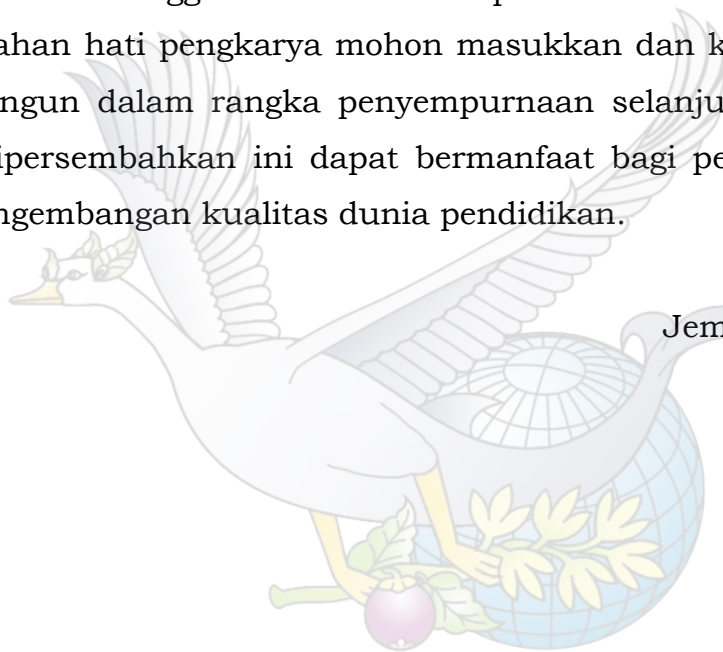 ahan hati pengkarya mohon masukkan dan k
ngun dalam rangka penyempurnaan selanju
ipersembahkan ini dapat bermanfaat bagi pe
ngembangan kualitas dunia pendidikan.
Jem